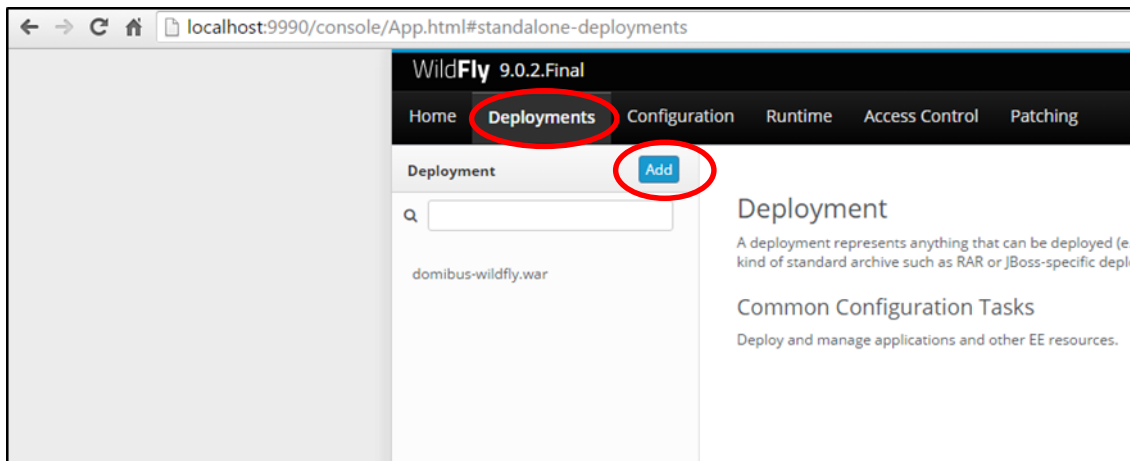 localhost:9990/console/App.html#standalone-deployments
WildFly 9.0.2.Final
Home Deployments Configuration Runtime Access Control Patching
Deployment Add
Deployment
A deployment represents anything that can be deployed (e.
kind of standard archive such as RAR or JBoss-specific depl
domibus-wildfly.war
Common Configuration Tasks
Deploy and manage applications and other EE resources.